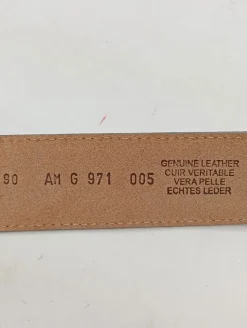 90 AM G 971 005
GENUINE LEATHER
CUIR VERITABLE
VERA PELLE
ECHTES LEDER